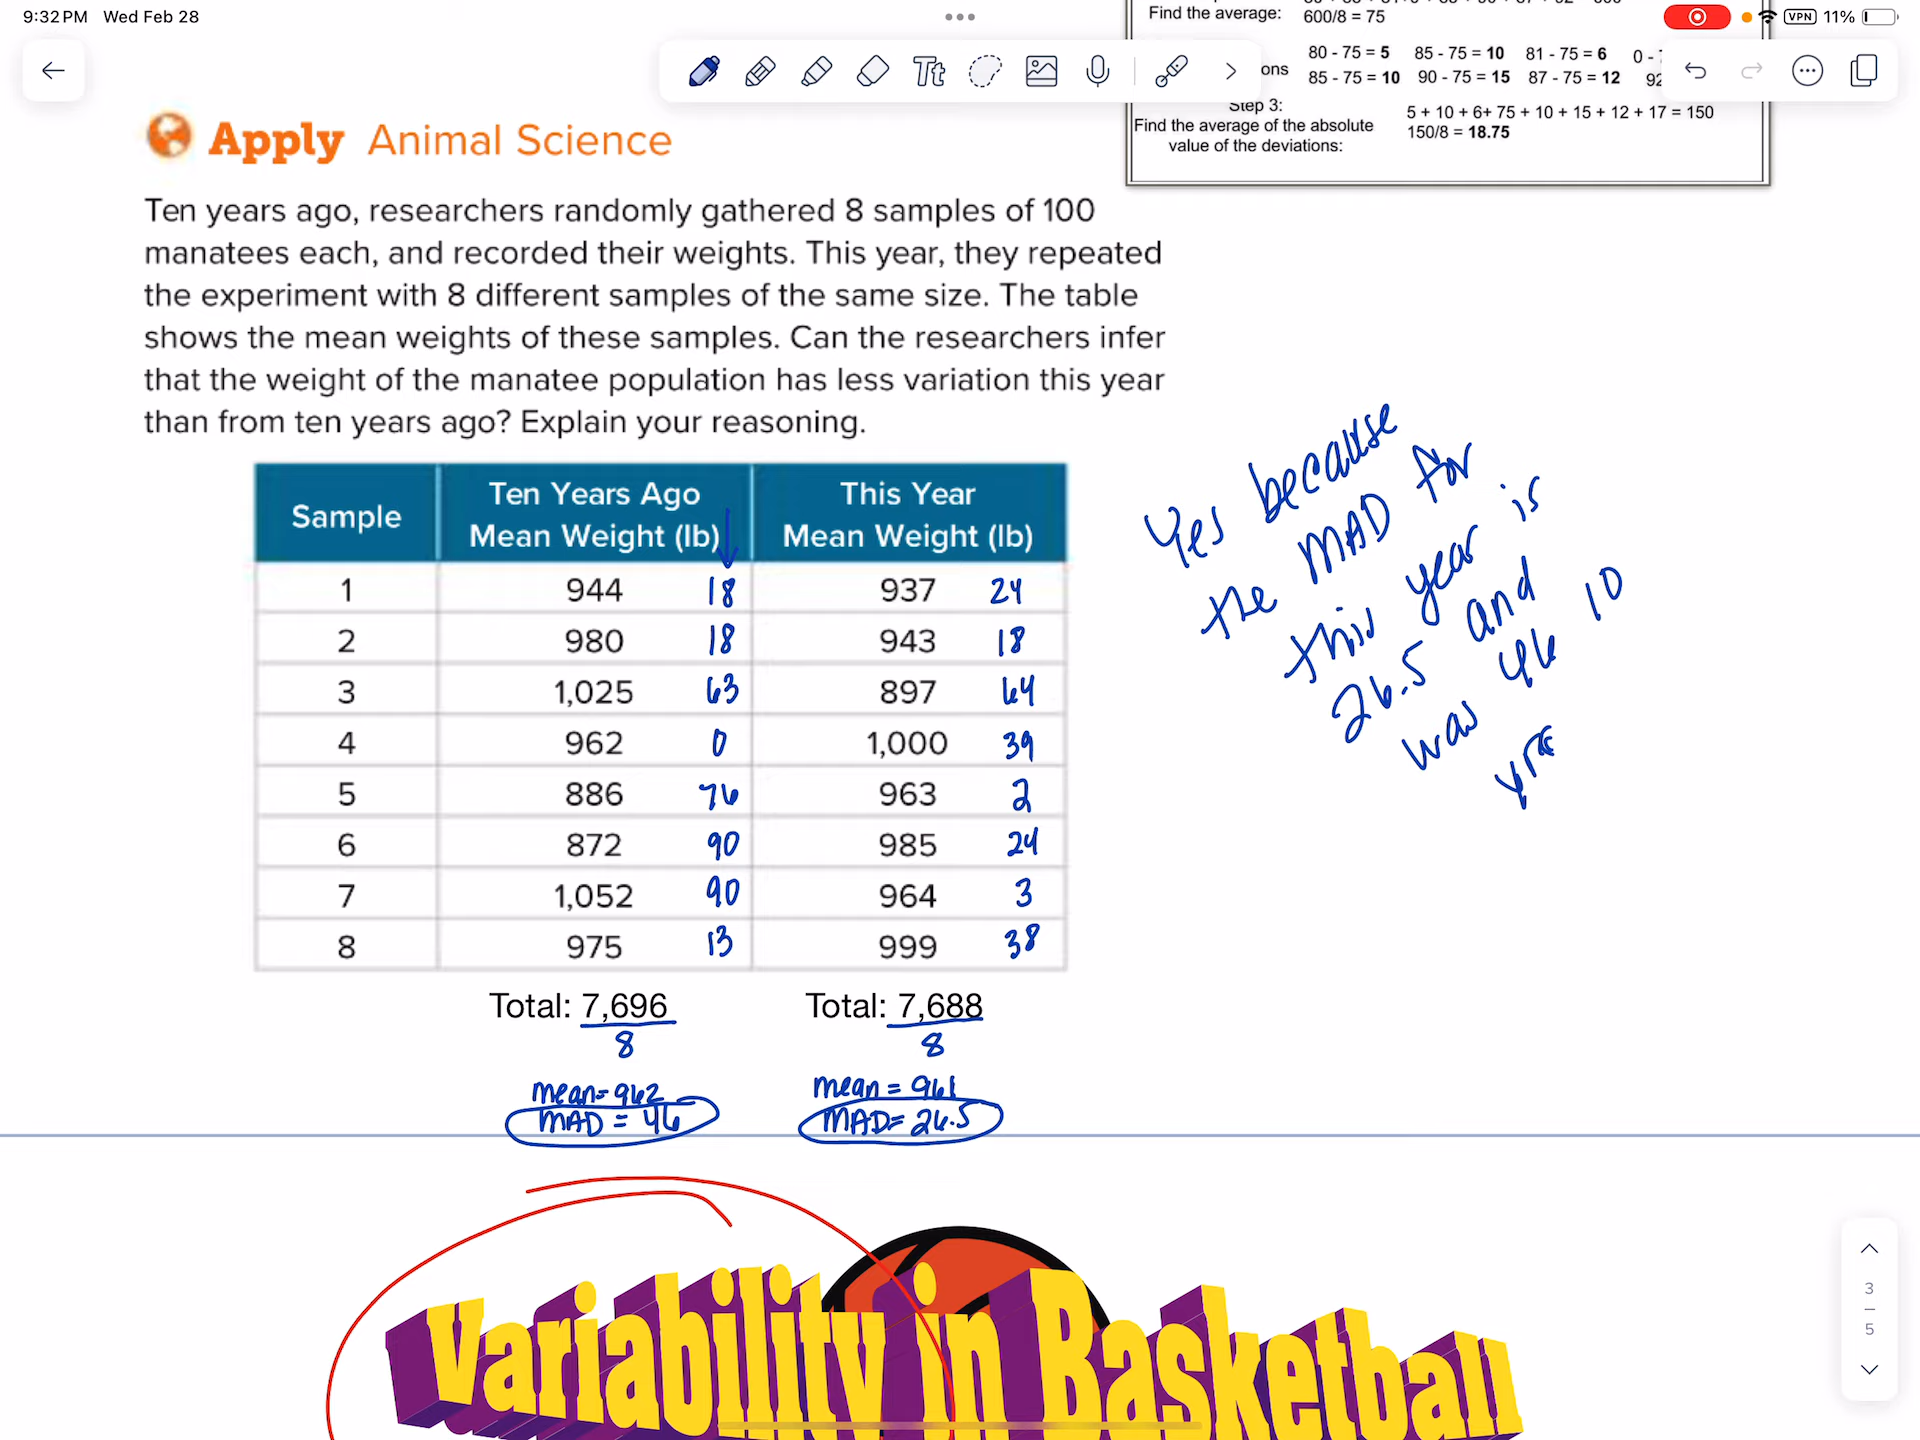 9:32 PM Wed Feb 28
VPN 11%
Find the average: 600/8 = 75
80 - 75 = 5 85 - 75 = 10 81 - 75 = 6 0 -
ons 85 - 75 = 10 90 - 75 = 15 87 - 75 = 12 92
Step 3:
Find the average of the absolute
value of the deviations:
5 + 10 + 6+ 75 + 10 + 15 + 12 + 17 = 150
150/8 = 18.75
Tt
Apply Animal Science
Ten years ago, researchers randomly gathered 8 samples of 100
manatees each, and recorded their weights. This year, they repeated
the experiment with 8 different samples of the same size. The table
shows the mean weights of these samples. Can the researchers infer
that the weight of the manatee population has less variation this year
than from ten years ago? Explain your reasoning.
Sample Ten Years Ago Mean Weight (lb) This Year Mean Weight (lb)
1 944 18 937 24
2 980 18 943 18
3 1,025 63 897 64
4 962 0 1,000 39
5 886 76 963 2
6 872 90 985 24
7 1,052 90 964 3
8 975 13 999 38
Total: 7,696 Total: 7,688
8 8
mean = 962 mean = 961
MAD = 46 MAD = 26.5
Yes because
the MAD for
this year is
26.5 and
was 46 10
yrs
3
5
Variability in Basketball